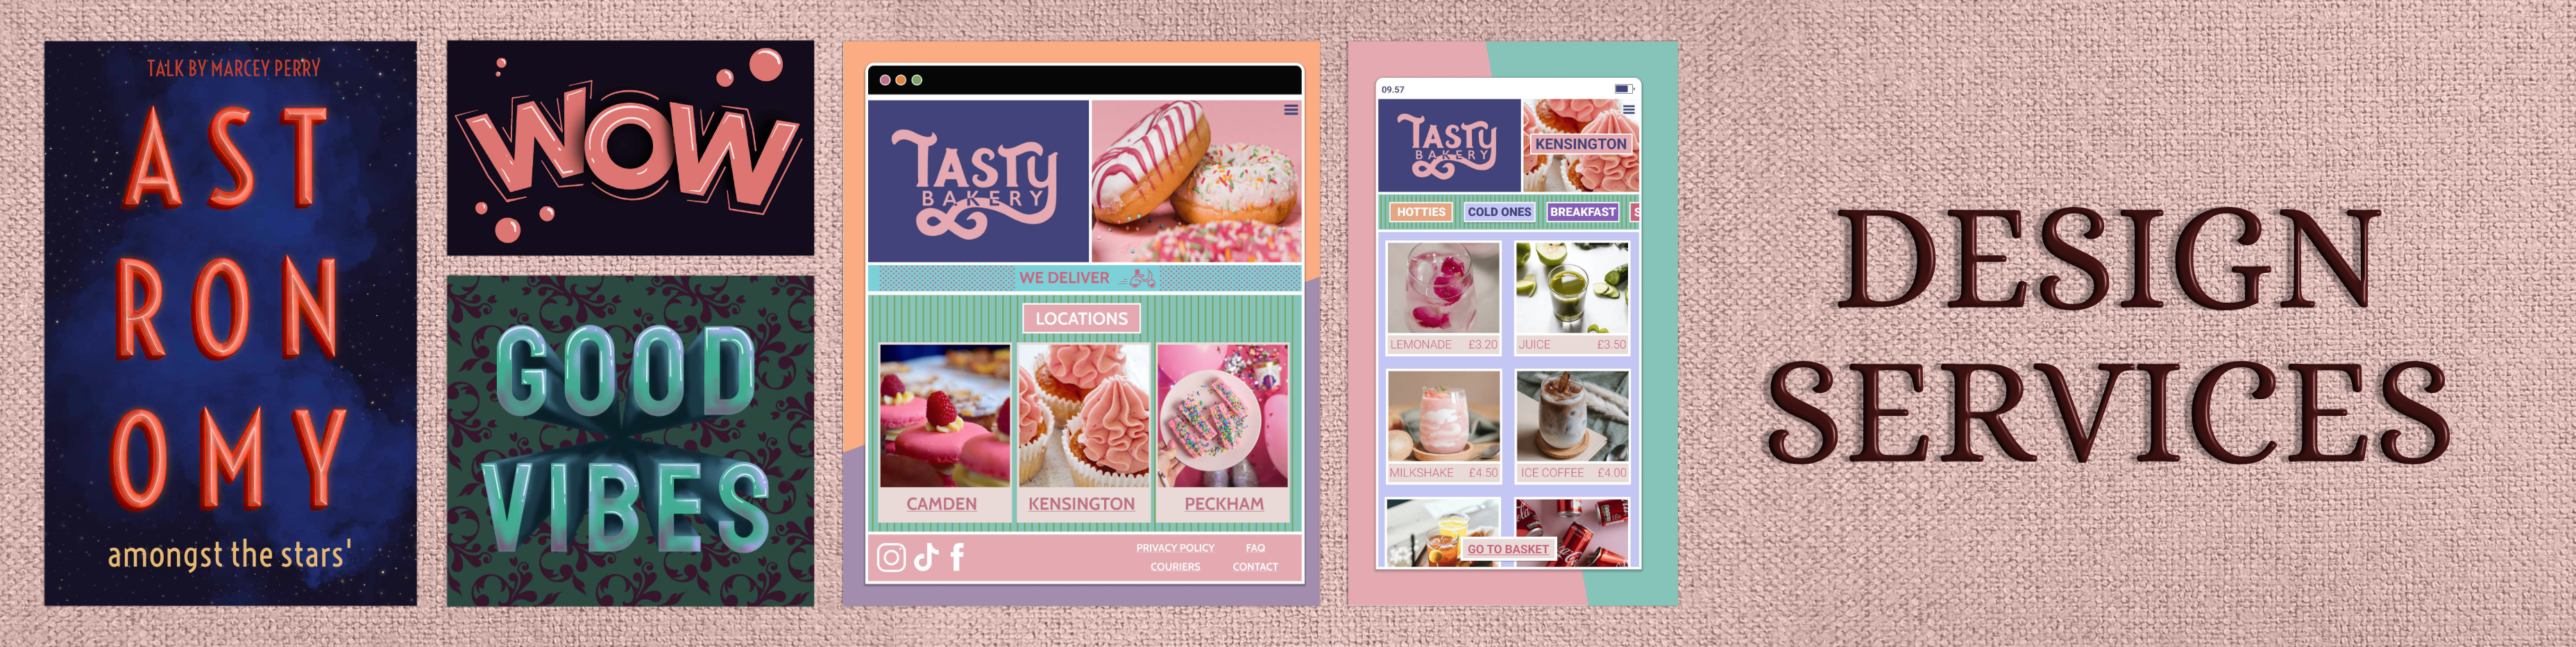 TALK BY MARCEY PERRY
AST
RON
OMY
amongst the stars'
WOW
GOOD
VIBES
TASTY
BAKERY
WE DELIVER
LOCATIONS
CAMDEN
KENSINGTON
PECKHAM
PRIVACY POLICY
FAQ
COURIERS
CONTACT
09.57
TASTY
BAKERY
KENSINGTON
HOTTIES
COLD ONES
BREAKFAST
LEMONADE £3.20
JUICE £3.50
MILKSHAKE £4.50
ICE COFFEE £4.00
GO TO BASKET
DESIGN
SERVICES